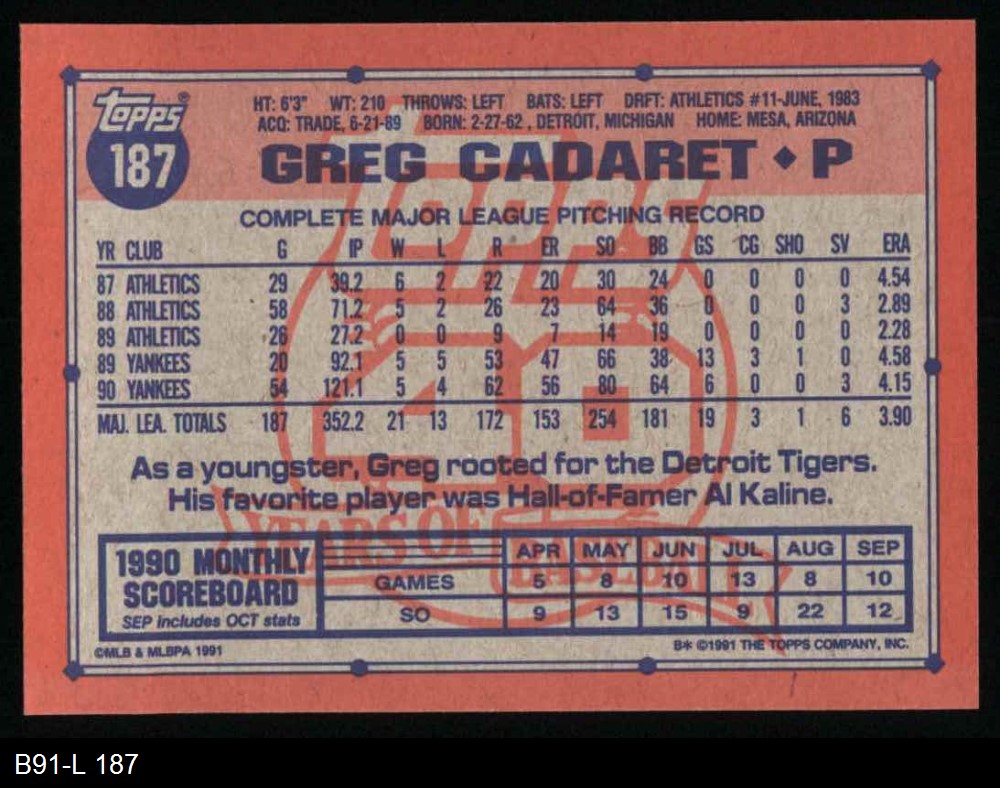 Topps®
187
HT: 6'3" WT: 210 THROWS: LEFT BATS: LEFT DRFT: ATHLETICS #11-JUNE, 1983
ACQ: TRADE, 6-21-89 BORN: 2-27-62, DETROIT, MICHIGAN HOME: MESA, ARIZONA
GREG CADARET ♦ P
COMPLETE MAJOR LEAGUE PITCHING RECORD
YR CLUB G IP W L R ER SO BB GS CG SHO SV ERA
87 ATHLETICS 29 39.2 6 2 22 20 30 24 0 0 0 0 4.54
88 ATHLETICS 58 71.2 5 2 26 23 64 36 0 0 0 3 2.89
89 ATHLETICS 26 27.2 0 0 9 7 14 19 0 0 0 0 2.28
89 YANKEES 20 92.1 5 5 53 47 66 38 13 3 1 0 4.58
90 YANKEES 54 121.1 5 4 62 56 80 64 6 0 0 3 4.15
MAJ. LEA. TOTALS 187 352.2 21 13 172 153 254 181 19 3 1 6 3.90
Topps
40
YEARS OF
BASEBALL
As a youngster, Greg rooted for the Detroit Tigers.
His favorite player was Hall-of-Famer Al Kaline.
1990 MONTHLY
SCOREBOARD
SEP includes OCT stats
APR MAY JUN JUL AUG SEP
GAMES 5 8 10 13 8 10
SO 9 13 15 9 22 12
©MLB & MLBPA 1991
B* ©1991 THE TOPPS COMPANY, INC.
B91-L 187